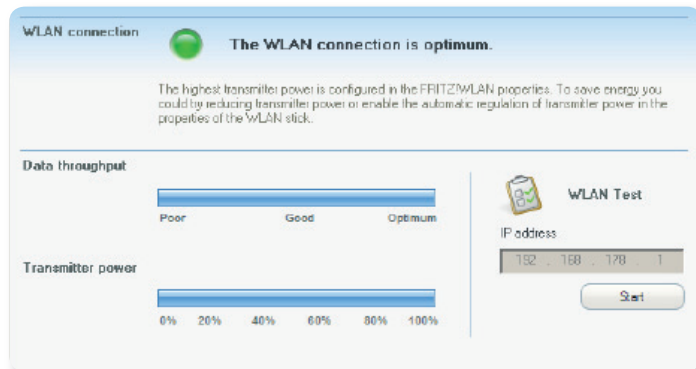 WLAN connection
The WLAN connection is optimum.
The highest transmitter power is configured in the FRITZ!WLAN properties. To save energy you
could by reducing transmitter power or enable the automatic regulation of transmitter power in the
properties of the WLAN stick.
Data throughput
Poor Good Optimum
Transmitter power
0% 20% 40% 60% 80% 100%
WLAN Test
IP address
192 . 168 . 178 . 1
Start